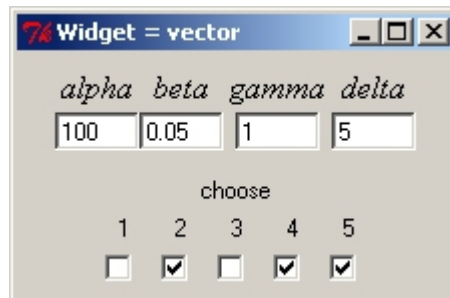 Widget = vector
alpha beta gamma delta
100 0.05 1 5
choose
1 2 3 4 5